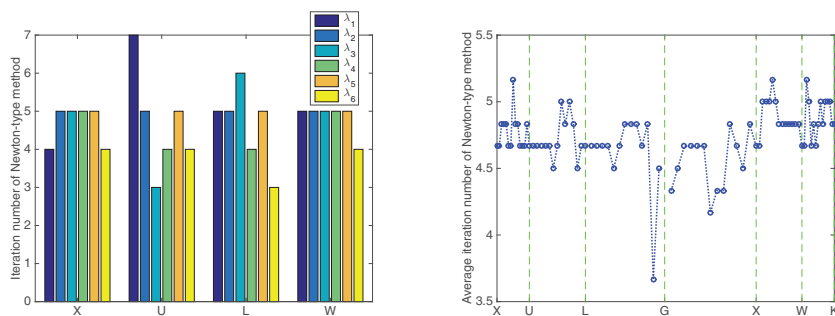 Iteration number of Newton-type method
7
6
5
4
3
2
1
0
X
U
L
W
λ1
λ2
λ3
λ4
λ5
λ6
Average iteration number of Newton-type method
5.5
5
4.5
4
3.5
X
U
L
G
X
W
K